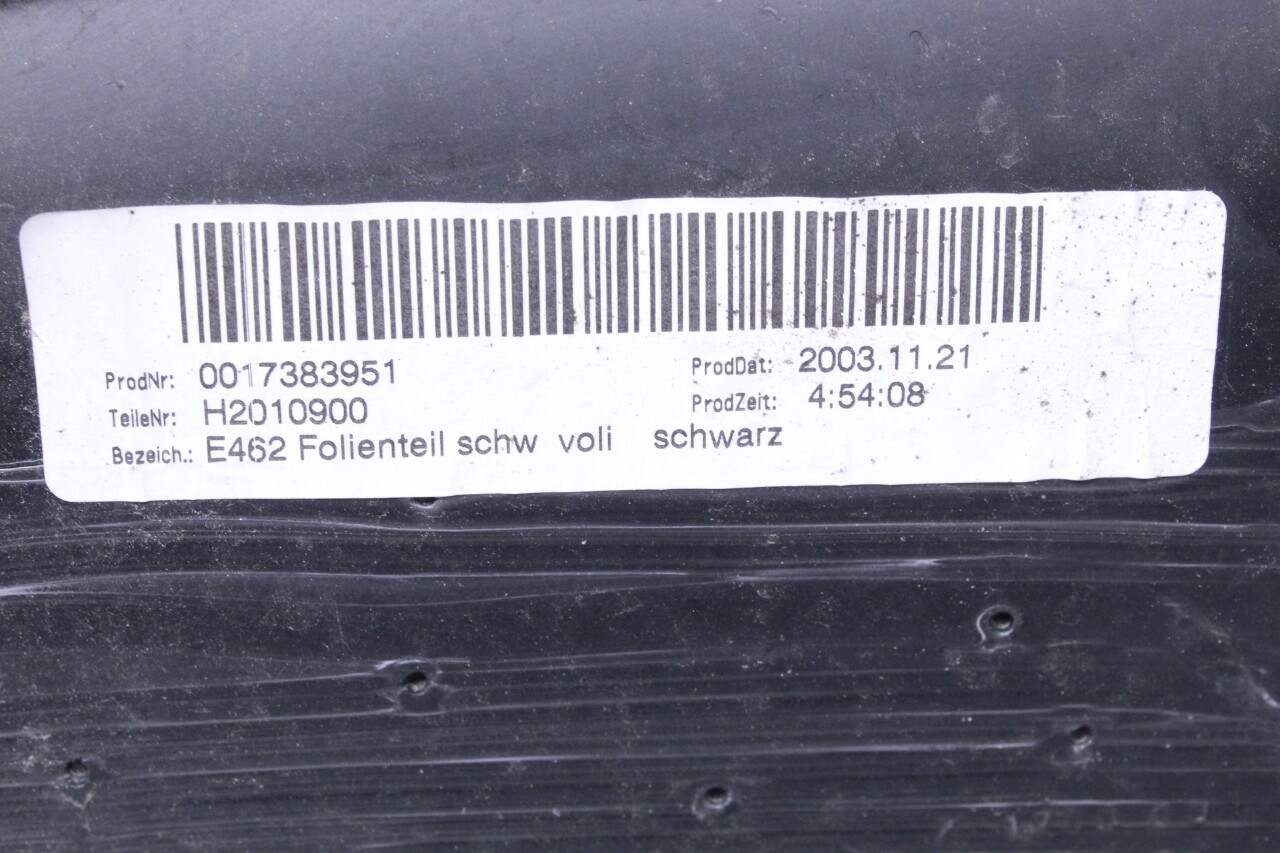 ProdNr: 0017383951 ProdDat: 2003.11.21
TeileNr: H2010900 ProdZeit: 4:54:08
Bezeich.: E462 Folienteil schw voli schwarz